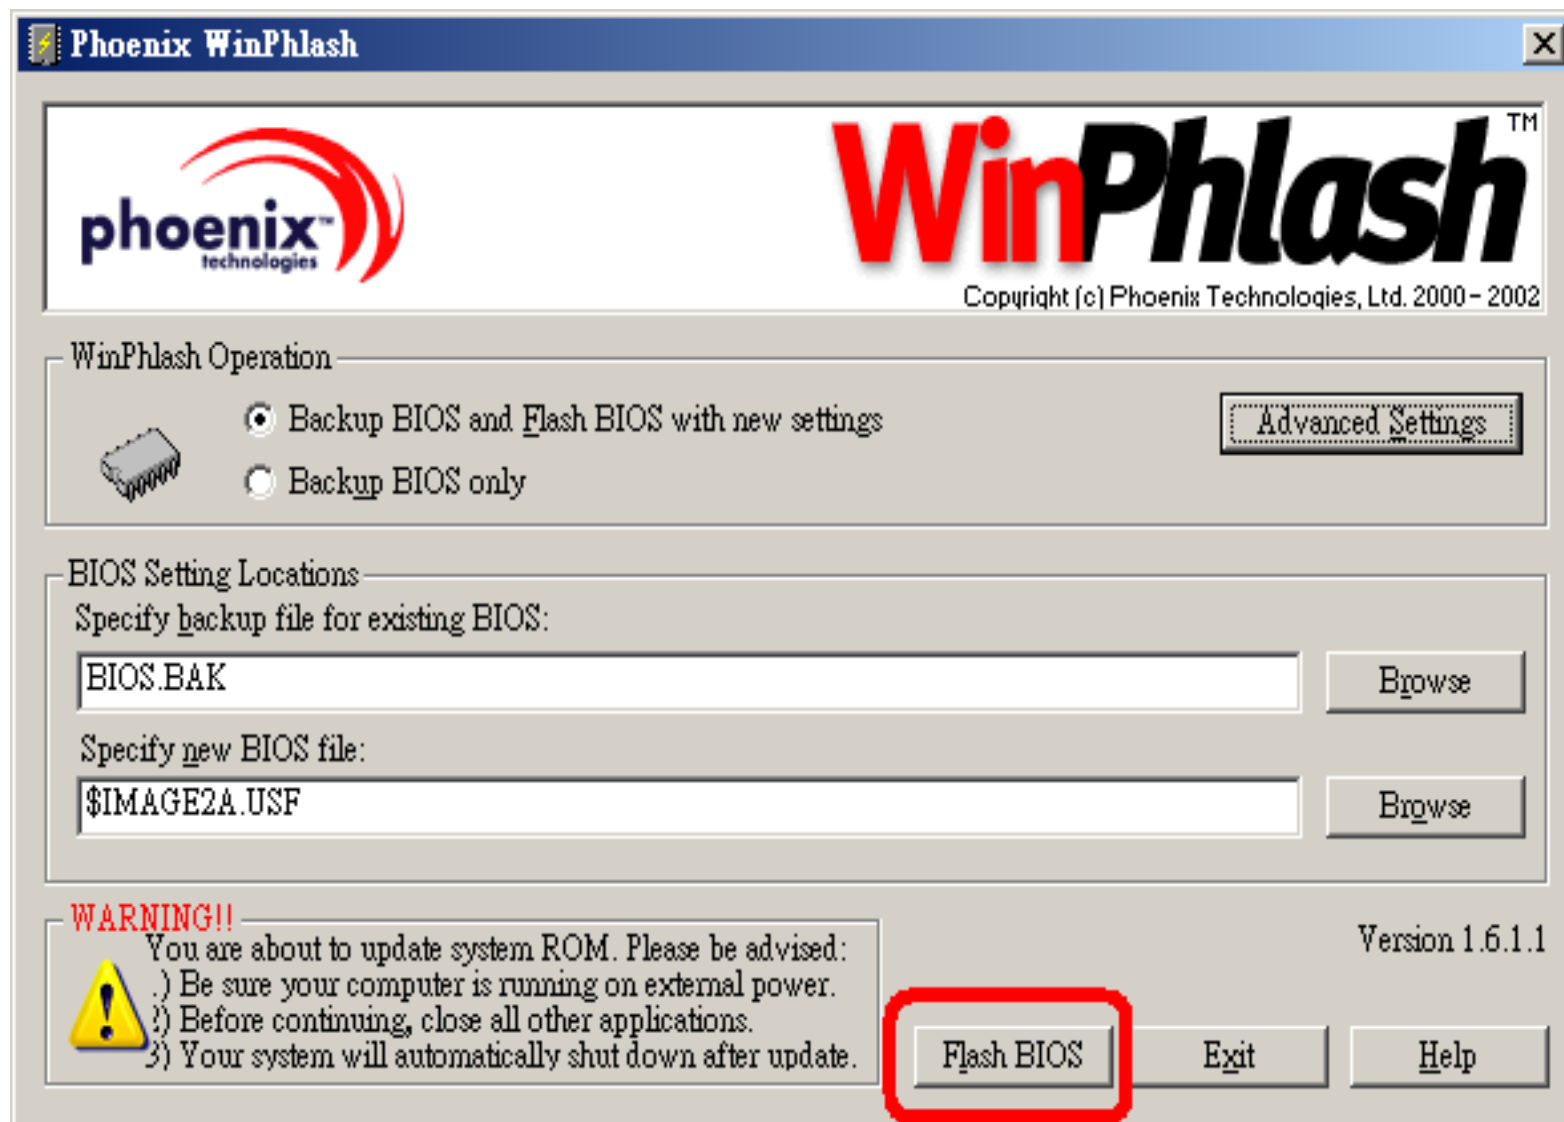 Phoenix WinPhlash
phoenix™
technologies
WinPhlash™
Copyright (c) Phoenix Technologies, Ltd. 2000 - 2002
WinPhlash Operation
Backup BIOS and Flash BIOS with new settings
Advanced Settings
Backup BIOS only
BIOS Setting Locations
Specify backup file for existing BIOS:
BIOS.BAK
Browse
Specify new BIOS file:
$IMAGE2A.USF
Browse
WARNING!!
You are about to update system ROM. Please be advised:
.) Be sure your computer is running on external power.
2) Before continuing, close all other applications.
3) Your system will automatically shut down after update.
Version 1.6.1.1
Flash BIOS
Exit
Help